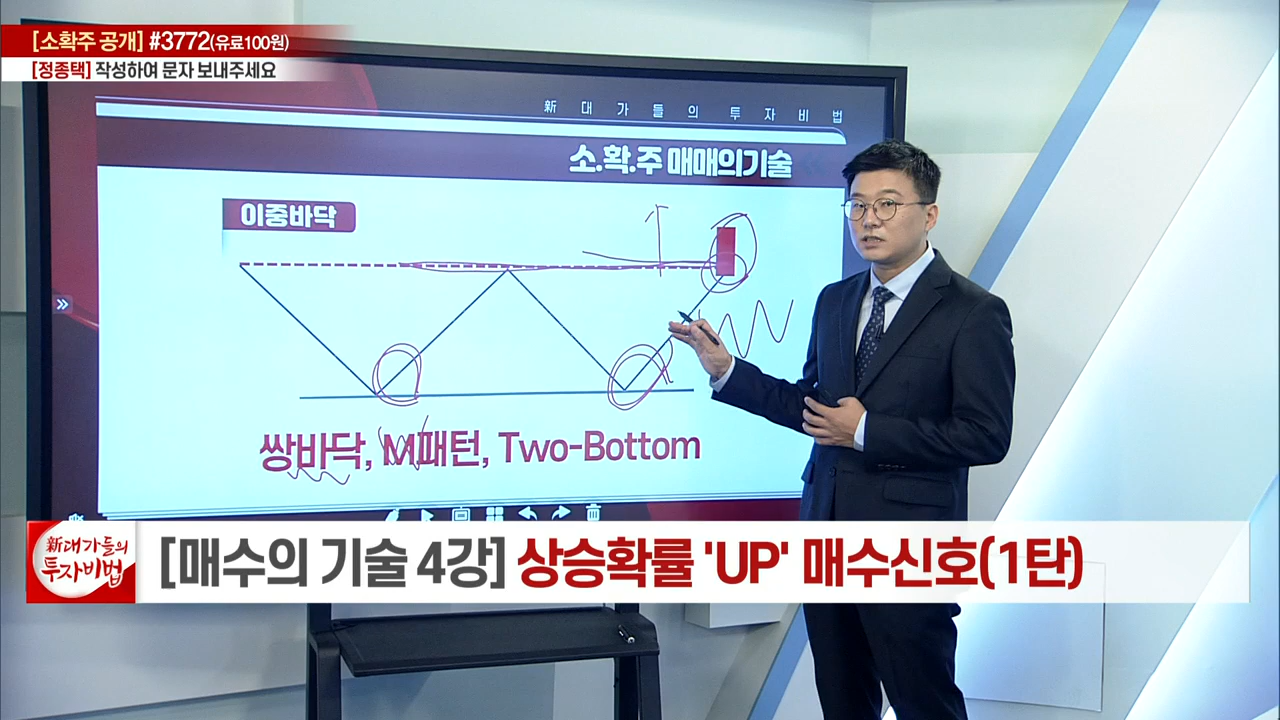 [소확주 공개] #3772(유료100원)
[정종택] 작성하여 문자 보내주세요
新 대 가 들 의 투 자 비 법
소.확.주 매매의기술
이중바닥
쌍바닥, M패턴, Two-Bottom
新대가들의
투자비법
[매수의 기술 4강] 상승확률 'UP' 매수신호(1탄)